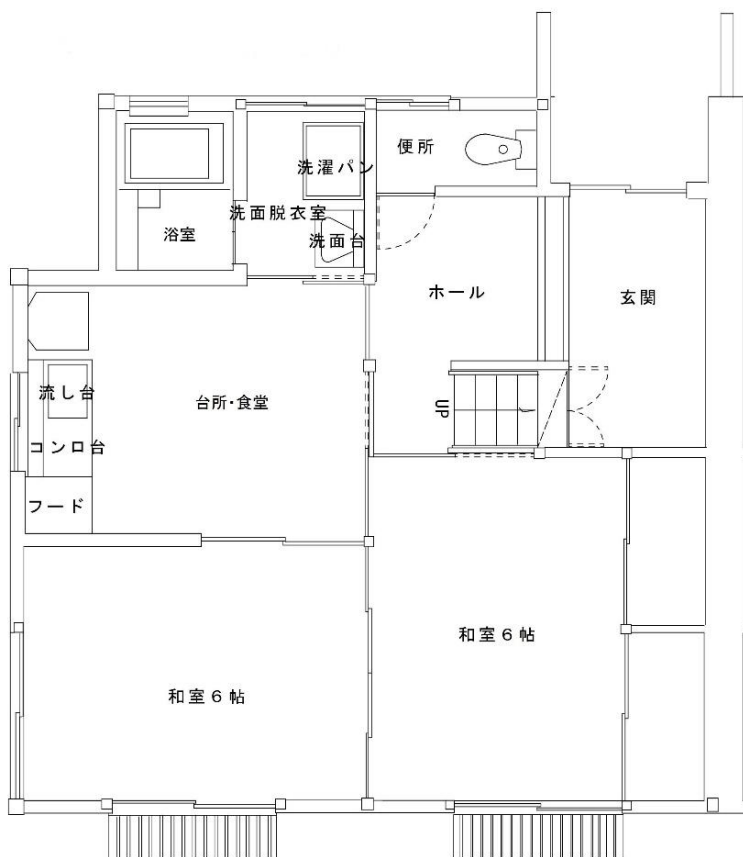 便所
洗濯パン
洗面脱衣室
浴室
洗面台
ホール
玄関
流し台
台所・食堂
UP
コンロ台
フード
和室６帖
和室６帖